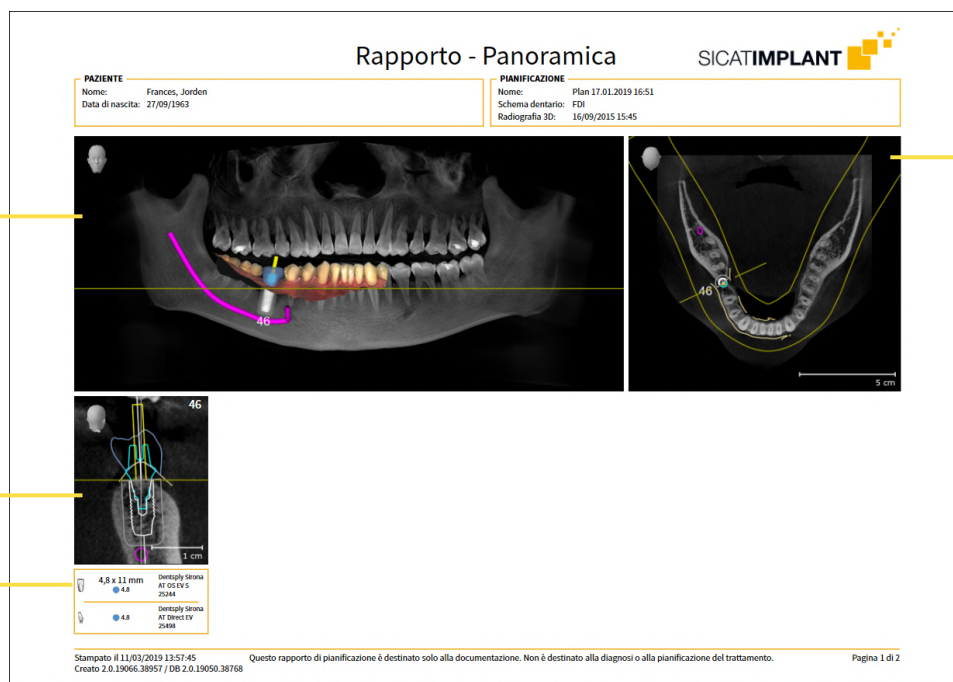 Rapporto - Panoramica
SICATIMPLANT
PAZIENTE
Nome: Frances, Jorden
Data di nascita: 27/09/1963
PIANIFICAZIONE
Nome: Plan 17.01.2019 16:51
Schema dentario: FDI
Radiografia 3D: 16/09/2015 15:45
46
46
5 cm
46
1 cm
4,8 x 11 mm
4.8
Dentsply Sirona
AT OS EV S
25244
4.8
Dentsply Sirona
AT Direct EV
25498
Stampato il 11/03/2019 13:57:45
Creato 2.0.19066.38957 / DB 2.0.19050.38768
Questo rapporto di pianificazione è destinato solo alla documentazione. Non è destinato alla diagnosi o alla pianificazione del trattamento.
Pagina 1 di 2